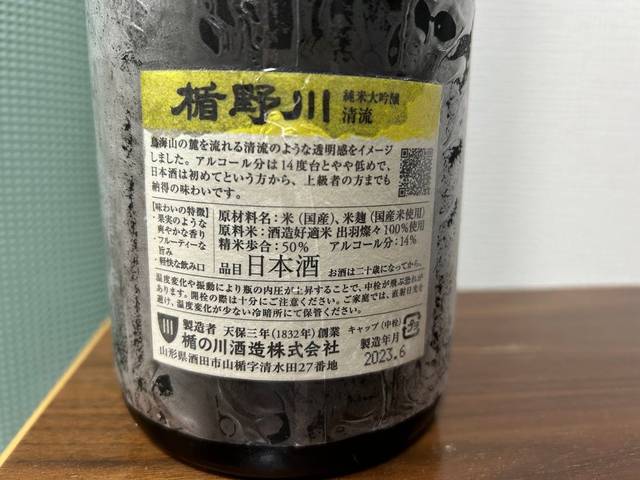 楯野川 純米大吟醸
清流
鳥海山の麓を流れる清流のような透明感をイメージ
しました。アルコール分は14度台とやや低めで、
日本酒は初めてという方から、上級者の方までも
納得の味わいです。
【味わいの特徴】
・果実のような
爽やかな香り
・フルーティーな
旨み
・軽快な飲み口
原材料名:米(国産)、米麹(国産米使用)
原料米:酒造好適米 出羽燦々100%使用
精米歩合:50% アルコール分:14%
品目 日本酒 お酒は二十歳になってから。
温度変化や振動により瓶の内圧が上昇することで、中栓が飛ぶ恐れが
あります。開栓の際は十分にご注意ください。ご家庭では、直射日光を
避け、温度変化が少ない冷暗所にて保管ください。
製造者 天保三年(1832年)創業
楯の川酒造株式会社
山形県酒田市山楯字清水田27番地
キャップ(中栓)
製造年月
2023.6